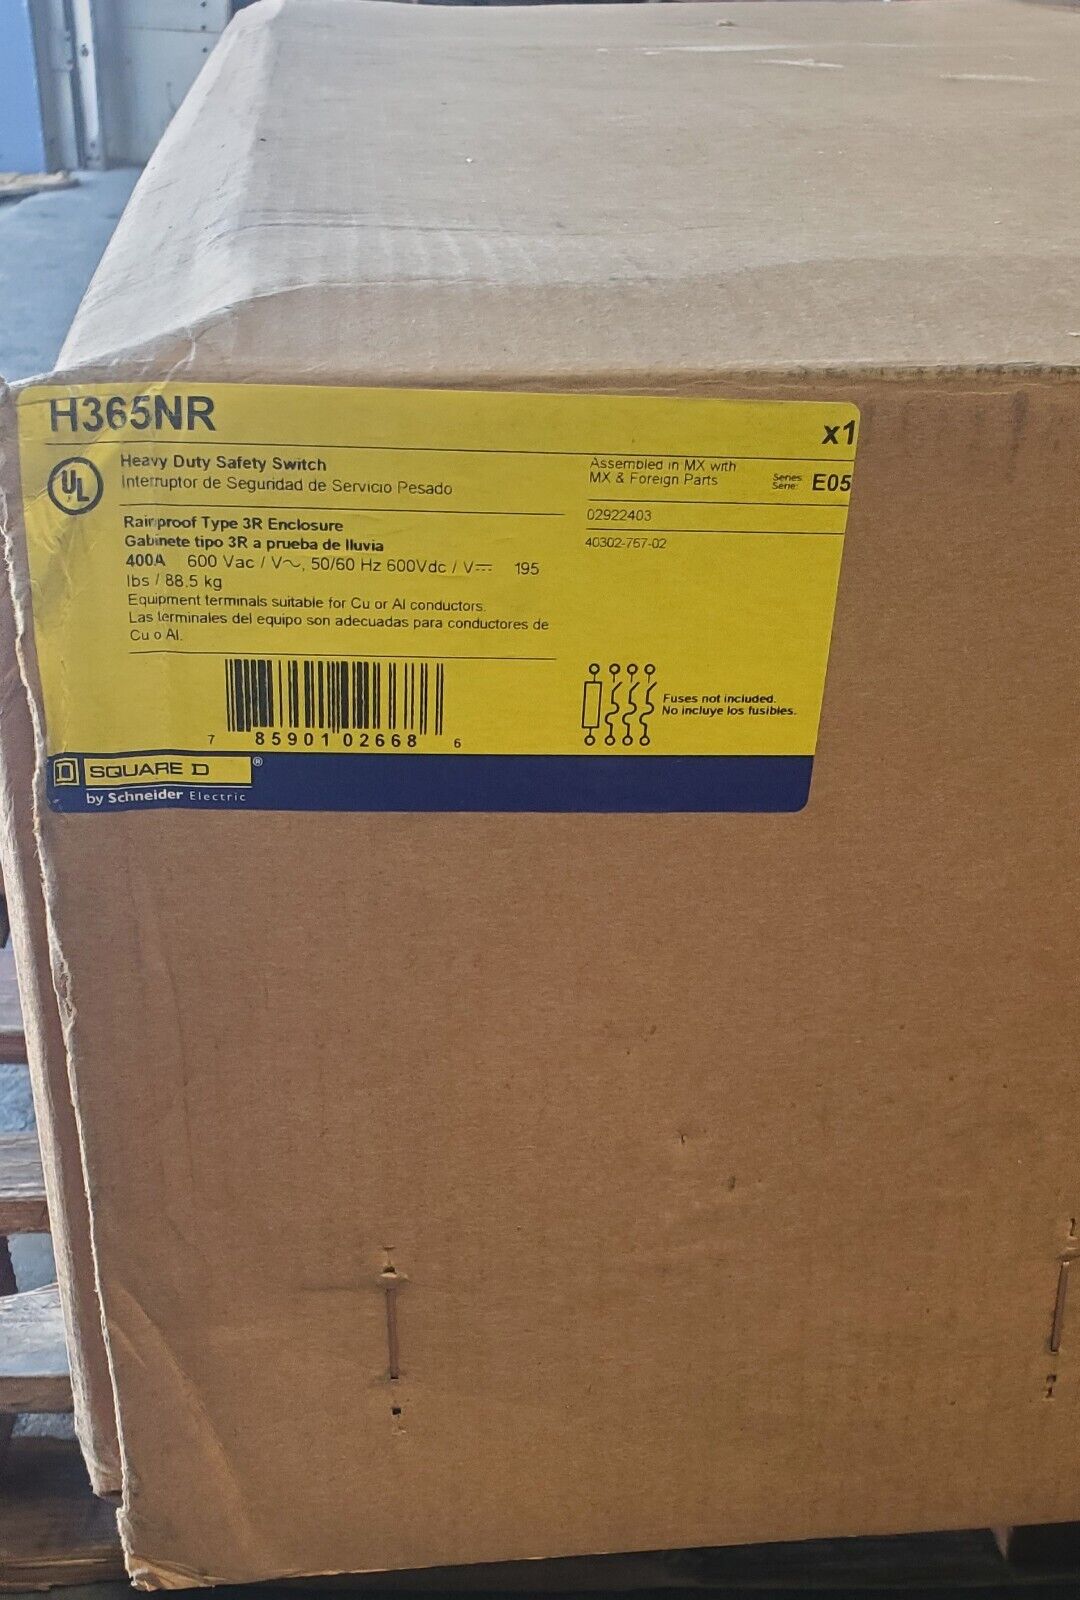 H365NR
x1
UL
Heavy Duty Safety Switch
Interruptor de Seguridad de Servicio Pesado
Rainproof Type 3R Enclosure
Gabinete tipo 3R a prueba de lluvia
400A 600 Vac / V~, 50/60 Hz 600Vdc / V⎓ 195
lbs / 88.5 kg
Equipment terminals suitable for Cu or Al conductors.
Las terminales del equipo son adecuadas para conductores de
Cu o Al.
Assembled in MX with
MX & Foreign Parts
Series
Serie: E05
02922403
40302-767-02
7 85901 02668 6
Fuses not included.
No incluye los fusibles.
D SQUARE D ®
by Schneider Electric